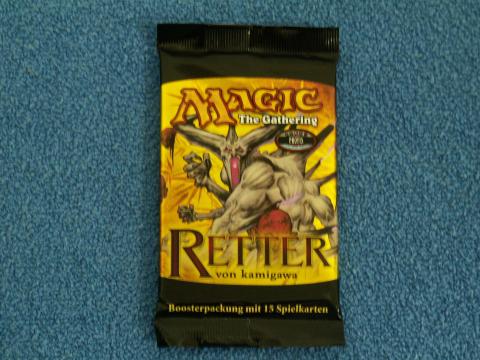 MAGIC
The Gathering
RETTER
von kamigawa
Boosterpackung mit 15 Spielkarten